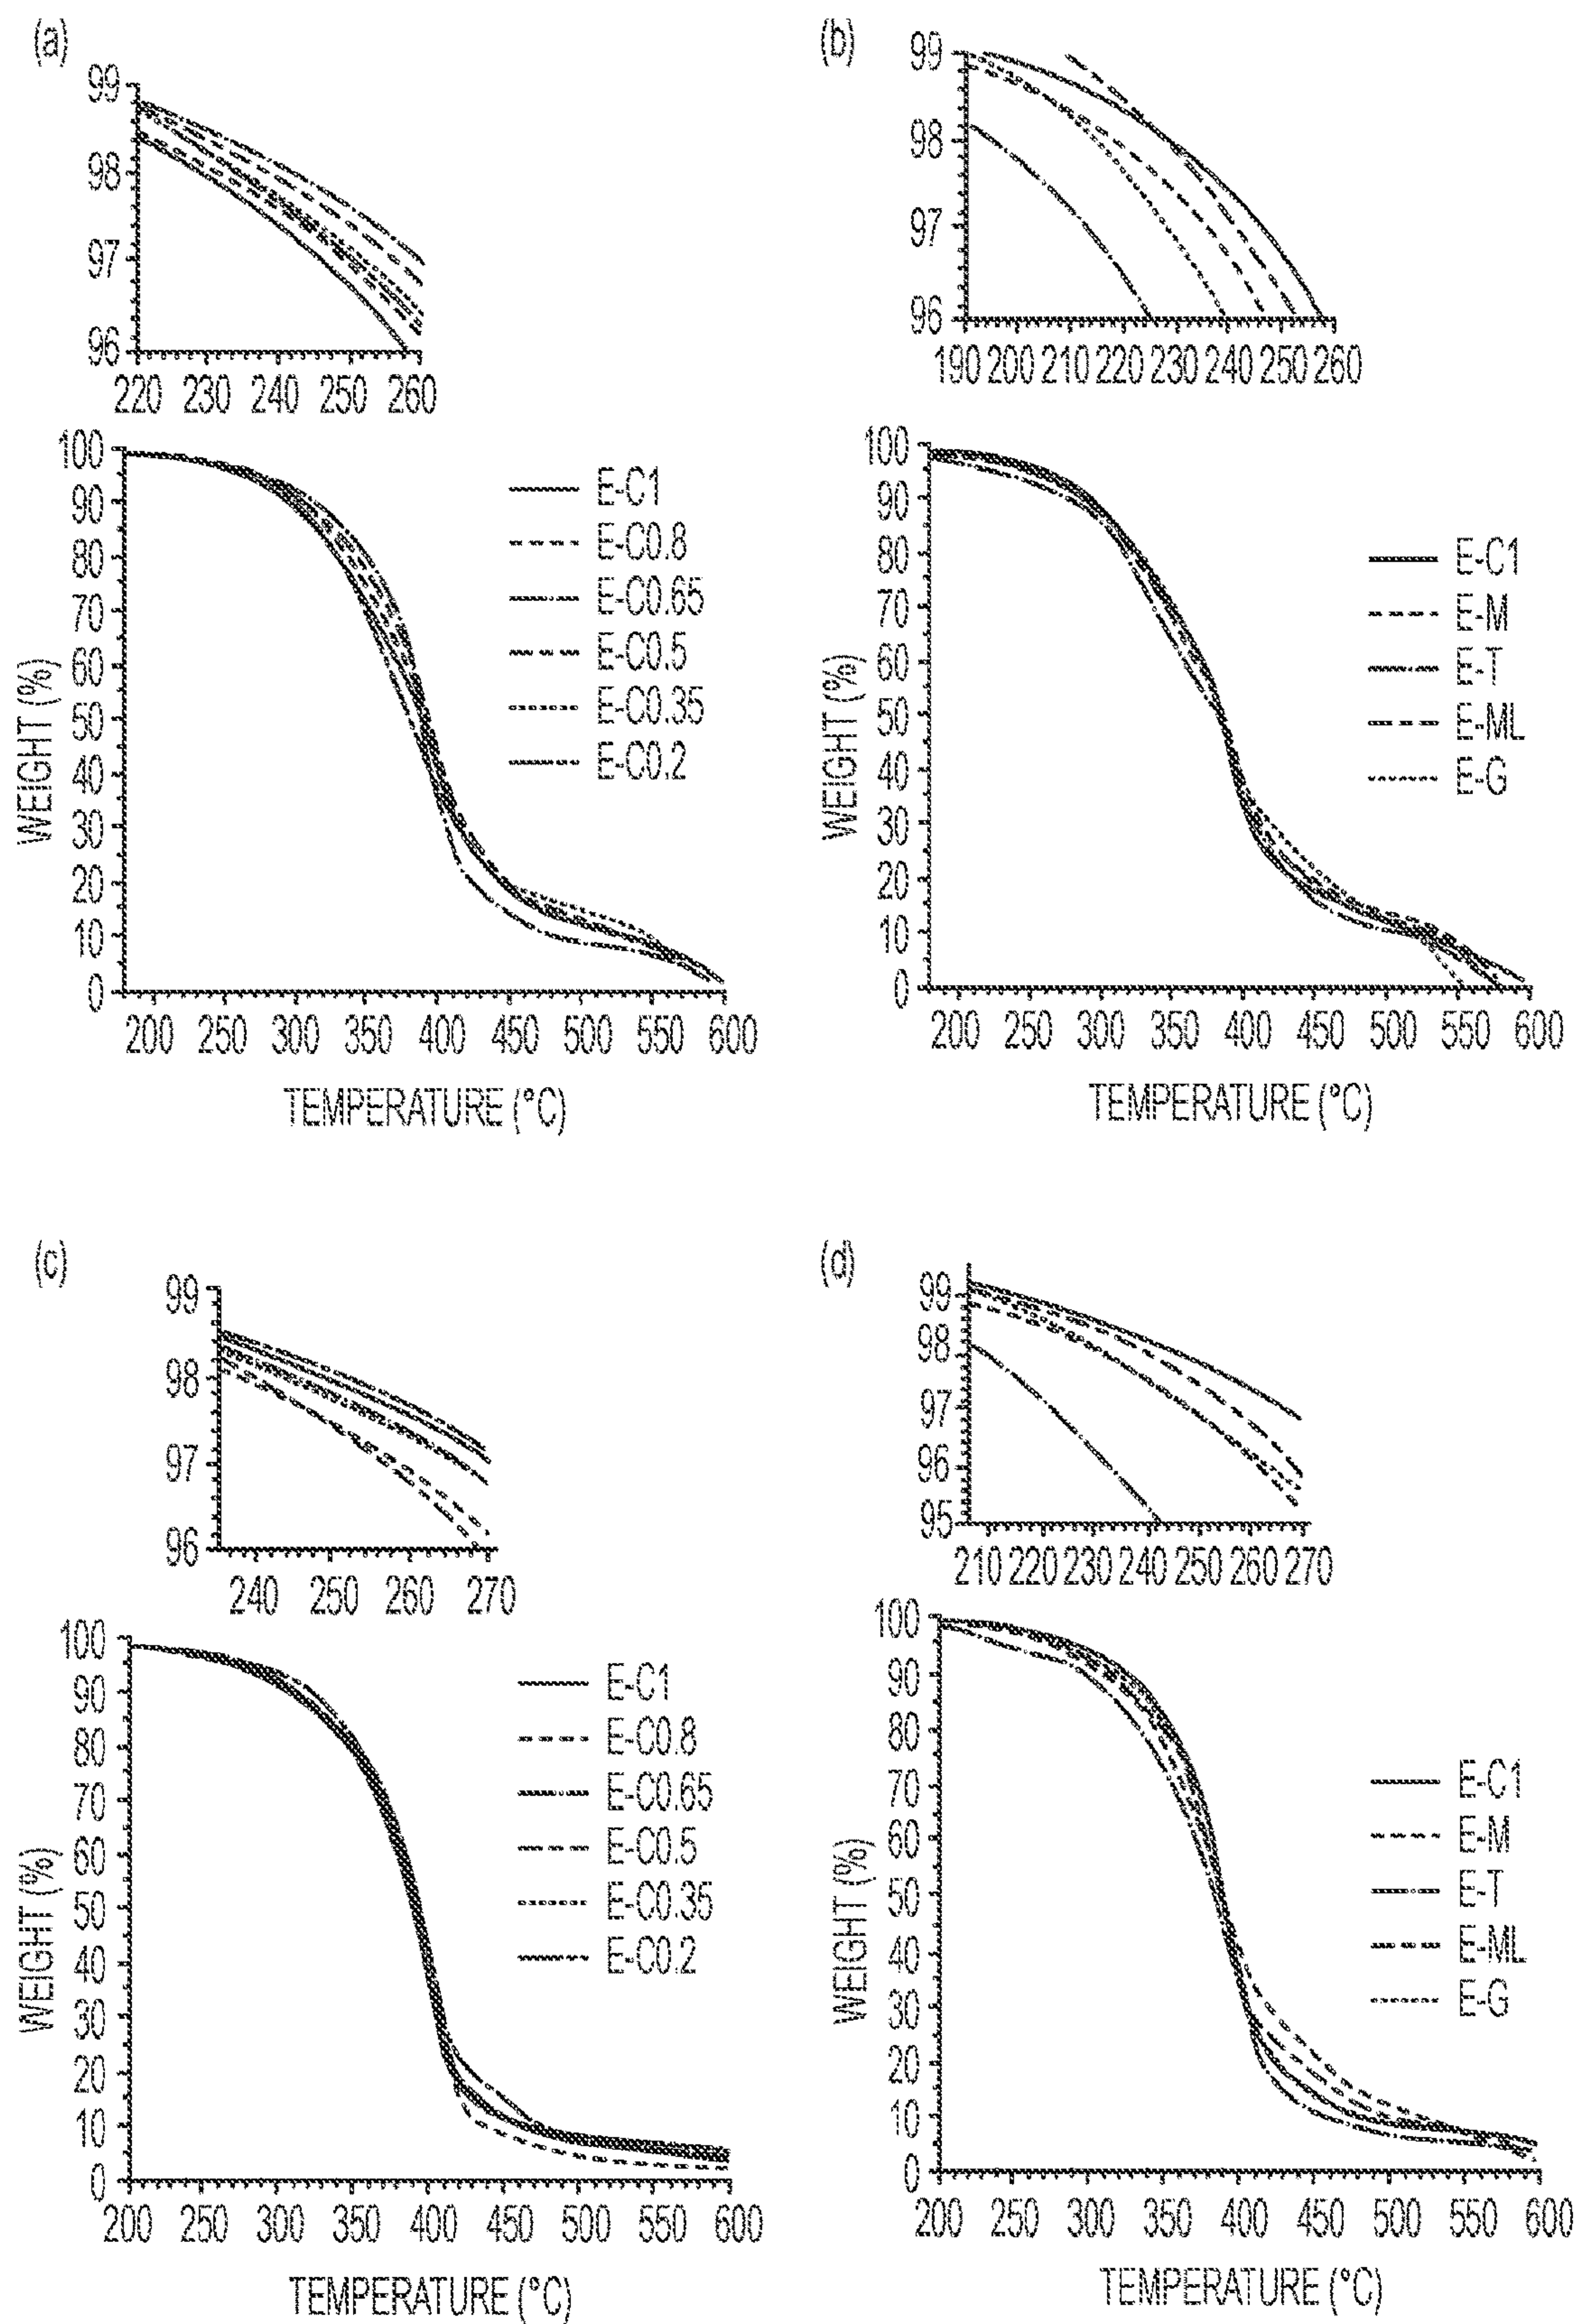 (a)
99
98
97
96
220 230 240 250 260
100
90
80
70
60
50
40
30
20
10
0
WEIGHT (%)
200 250 300 350 400 450 500 550 600
TEMPERATURE (°C)
E-C1
E-C0.8
E-C0.65
E-C0.5
E-C0.35
E-C0.2
(b)
99
98
97
96
190 200 210 220 230 240 250 260
100
90
80
70
60
50
40
30
20
10
0
WEIGHT (%)
200 250 300 350 400 450 500 550 600
TEMPERATURE (°C)
E-C1
E-M
E-T
E-ML
E-G
(c)
99
98
97
96
240 250 260 270
100
90
80
70
60
50
40
30
20
10
0
WEIGHT (%)
200 250 300 350 400 450 500 550 600
TEMPERATURE (°C)
E-C1
E-C0.8
E-C0.65
E-C0.5
E-C0.35
E-C0.2
(d)
99
98
97
96
95
210 220 230 240 250 260 270
100
90
80
70
60
50
40
30
20
10
0
WEIGHT (%)
200 250 300 350 400 450 500 550 600
TEMPERATURE (°C)
E-C1
E-M
E-T
E-ML
E-G